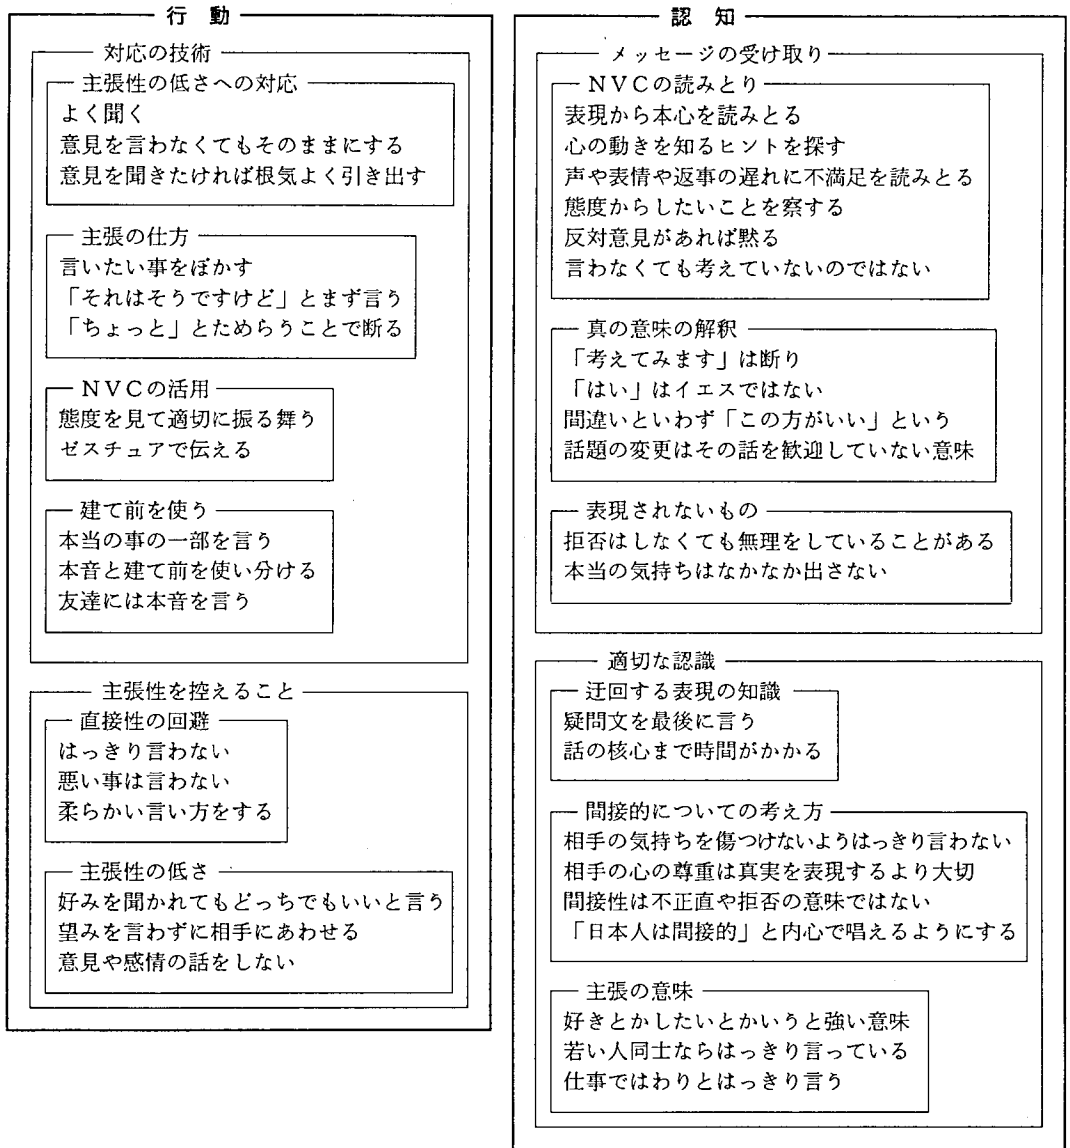 行 動
対応の技術
主張性の低さへの対応
よく聞く
意見を言わなくてもそのままにする
意見を聞きたければ根気よく引き出す
主張の仕方
言いたい事をぼかす
「それはそうですけど」とまず言う
「ちょっと」とためらうことで断る
NVCの活用
態度を見て適切に振る舞う
ゼスチュアで伝える
建て前を使う
本当の事の一部を言う
本音と建て前を使い分ける
友達には本音を言う
主張性を控えること
直接性の回避
はっきり言わない
悪い事は言わない
柔らかい言い方をする
主張性の低さ
好みを聞かれてもどっちでもいいと言う
望みを言わずに相手にあわせる
意見や感情の話をしない
認 知
メッセージの受け取り
NVCの読みとり
表現から本心を読みとる
心の動きを知るヒントを探す
声や表情や返事の遅れに不満足を読みとる
態度からしたいことを察する
反対意見があれば黙る
言わなくても考えていないのではない
真の意味の解釈
「考えてみます」は断り
「はい」はイエスではない
間違いといわず「この方がいい」という
話題の変更はその話を歓迎していない意味
表現されないもの
拒否はしなくても無理をしていることがある
本当の気持ちはなかなか出さない
適切な認識
迂回する表現の知識
疑問文を最後に言う
話の核心まで時間がかかる
間接的についての考え方
相手の気持ちを傷つけないようはっきり言わない
相手の心の尊重は真実を表現するより大切
間接性は不正直や拒否の意味ではない
「日本人は間接的」と内心で唱えるようにする
主張の意味
好きとかしたいとかいうと強い意味
若い人同士ならはっきり言っている
仕事ではわりとはっきり言う